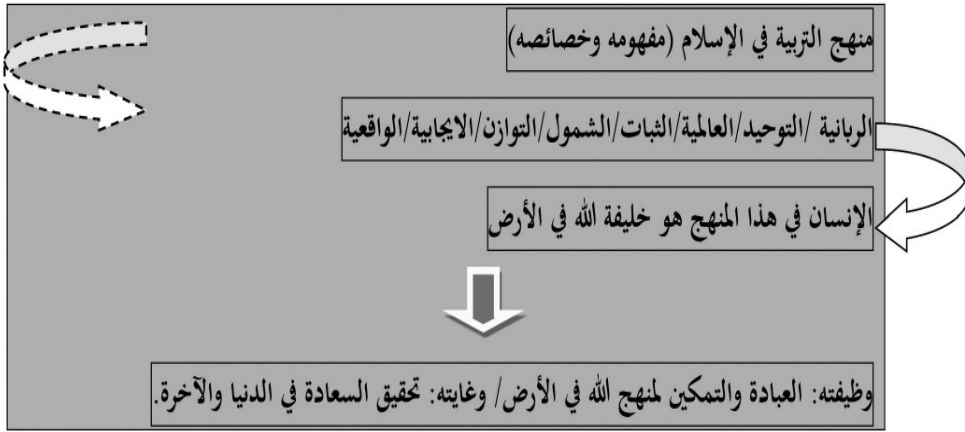 منهج التربية في الإسلام (مفهومه وخصائصه)
الربانية /التوحيد/العالمية/الثبات/الشمول/التوازن/الايجابية/الواقعية
الإنسان في هذا المنهج هو خليفة الله في الأرض
وظيفته: العبادة والتمكين لمنهج الله في الأرض/ وغايته: تحقيق السعادة في الدنيا والآخرة.